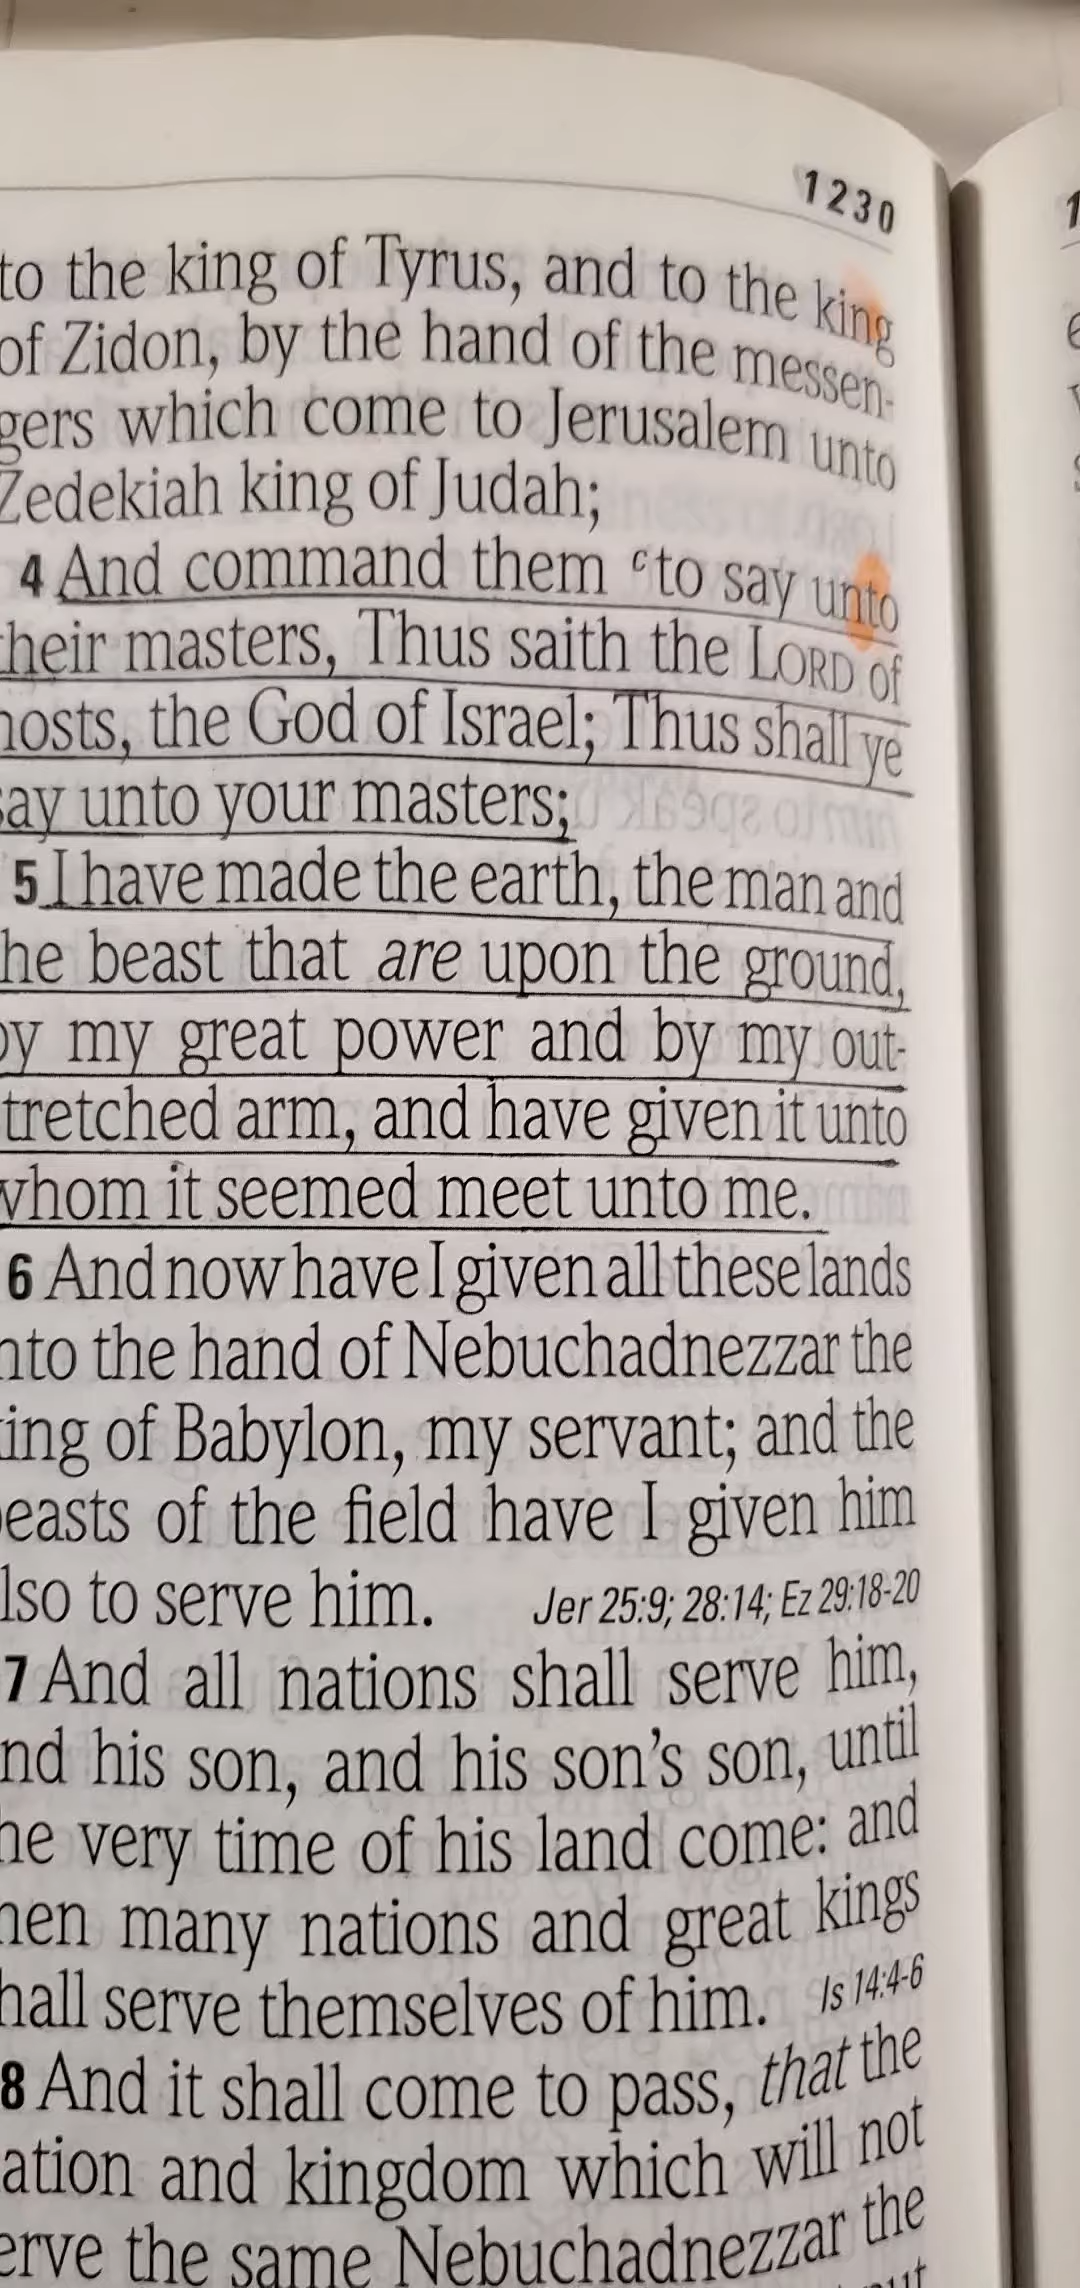 1230
to the king of Tyrus, and to the king
of Zidon, by the hand of the messen-
gers which come to Jerusalem unto
Zedekiah king of Judah;
4 And command them c to say unto
their masters, Thus saith the LORD of
hosts, the God of Israel; Thus shall ye
say unto your masters;
5 I have made the earth, the man and
he beast that are upon the ground,
by my great power and by my out-
tretched arm, and have given it unto
whom it seemed meet unto me.
6 And now have I given all these lands
nto the hand of Nebuchadnezzar the
ing of Babylon, my servant; and the
beasts of the field have I given him
lso to serve him. Jer 25:9; 28:14; Ez 29:18-20
7 And all nations shall serve him,
nd his son, and his son's son, until
he very time of his land come: and
hen many nations and great kings
hall serve themselves of him. Is 14:4-6
8 And it shall come to pass, that the
ation and kingdom which will not
erve the same Nebuchadnezzar the